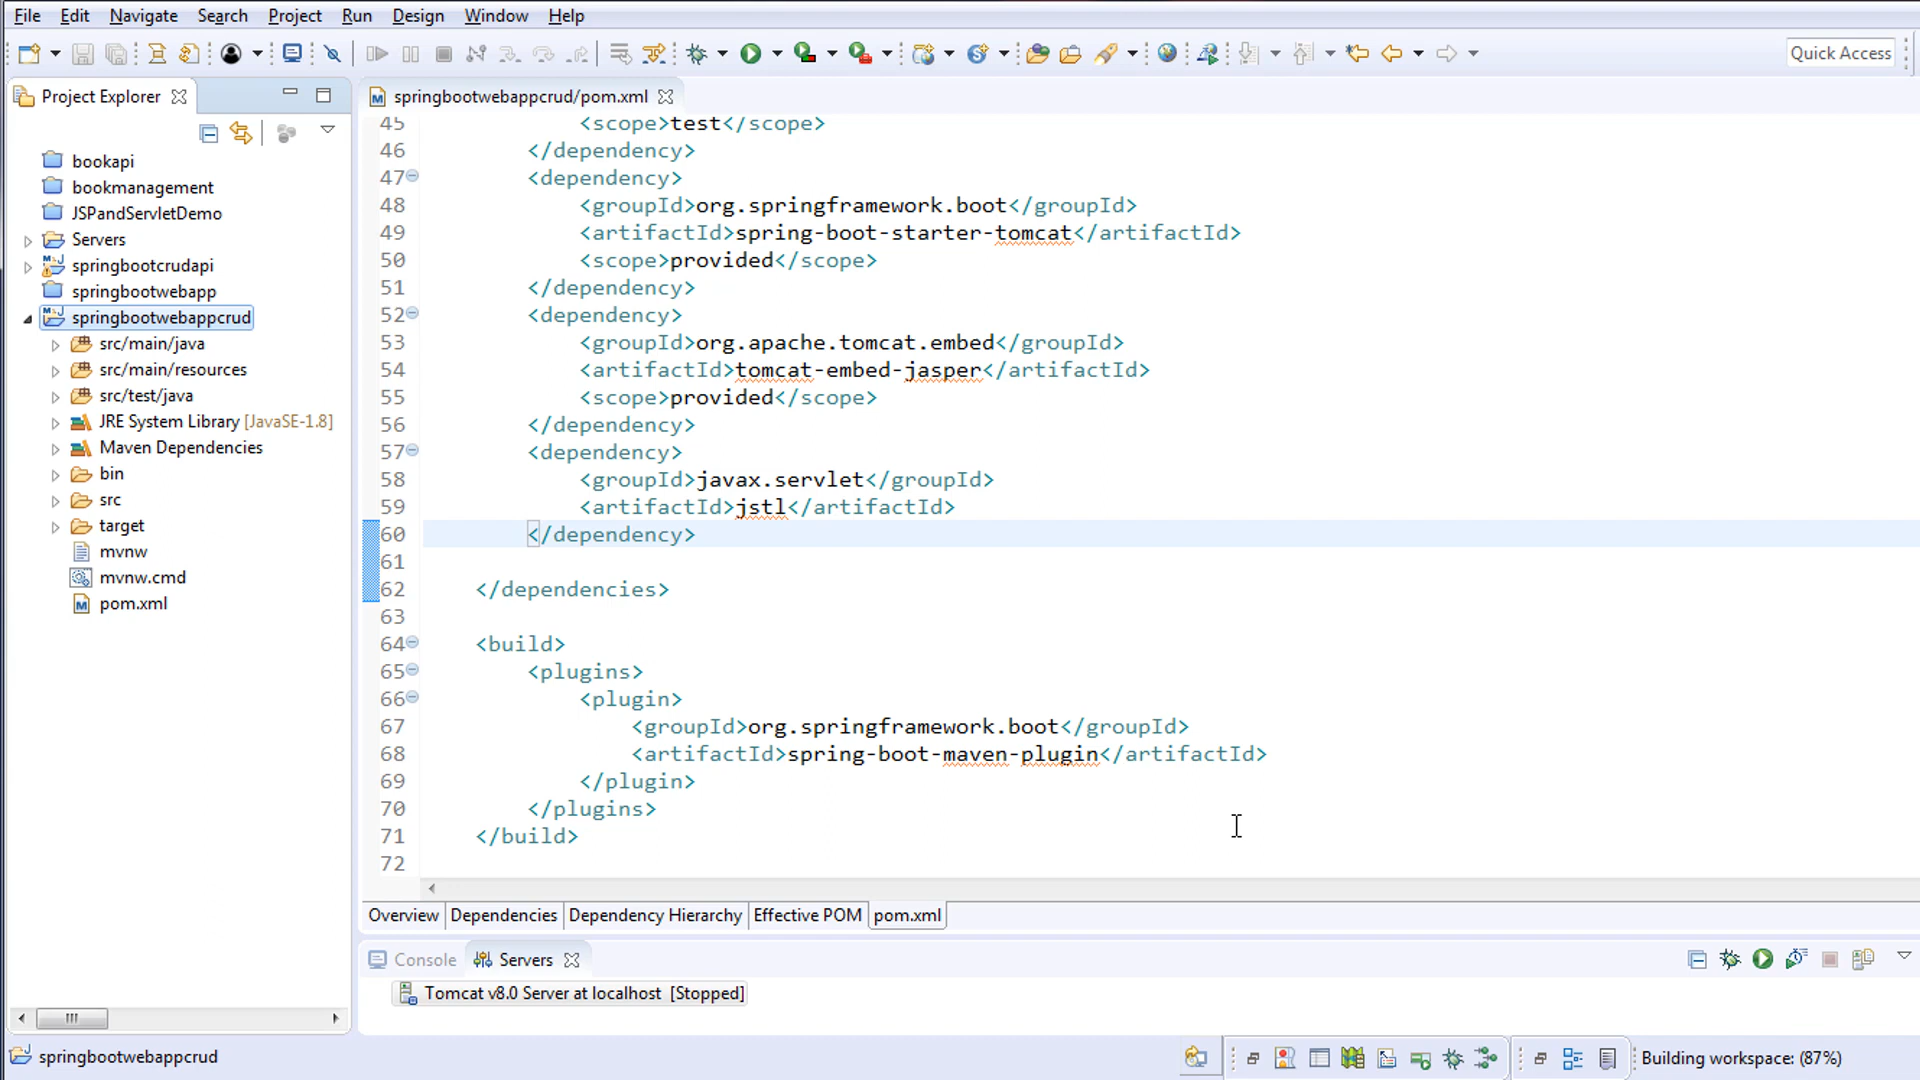 File Edit Navigate Search Project Run Design Window Help
Quick Access
Project Explorer
springbootwebappcrud/pom.xml
bookapi
bookmanagement
JSPandServletDemo
Servers
springbootcrudapi
springbootwebapp
springbootwebappcrud
src/main/java
src/main/resources
src/test/java
JRE System Library [JavaSE-1.8]
Maven Dependencies
bin
src
target
mvnw
mvnw.cmd
pom.xml
45 <scope>test</scope>
46 </dependency>
47 <dependency>
48 <groupId>org.springframework.boot</groupId>
49 <artifactId>spring-boot-starter-tomcat</artifactId>
50 <scope>provided</scope>
51 </dependency>
52 <dependency>
53 <groupId>org.apache.tomcat.embed</groupId>
54 <artifactId>tomcat-embed-jasper</artifactId>
55 <scope>provided</scope>
56 </dependency>
57 <dependency>
58 <groupId>javax.servlet</groupId>
59 <artifactId>jstl</artifactId>
60 </dependency>
61
62 </dependencies>
63
64 <build>
65 <plugins>
66 <plugin>
67 <groupId>org.springframework.boot</groupId>
68 <artifactId>spring-boot-maven-plugin</artifactId>
69 </plugin>
70 </plugins>
71 </build>
72
Overview Dependencies Dependency Hierarchy Effective POM pom.xml
Console Servers
Tomcat v8.0 Server at localhost [Stopped]
springbootwebappcrud
Building workspace: (87%)